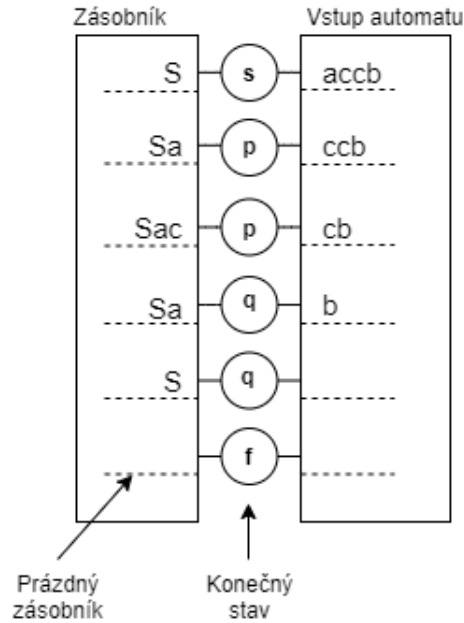 Zásobník Vstup automatu
S s accb
Sa p ccb
Sac p cb
Sa q b
S q
f
Prázdný Konečný
zásobník stav